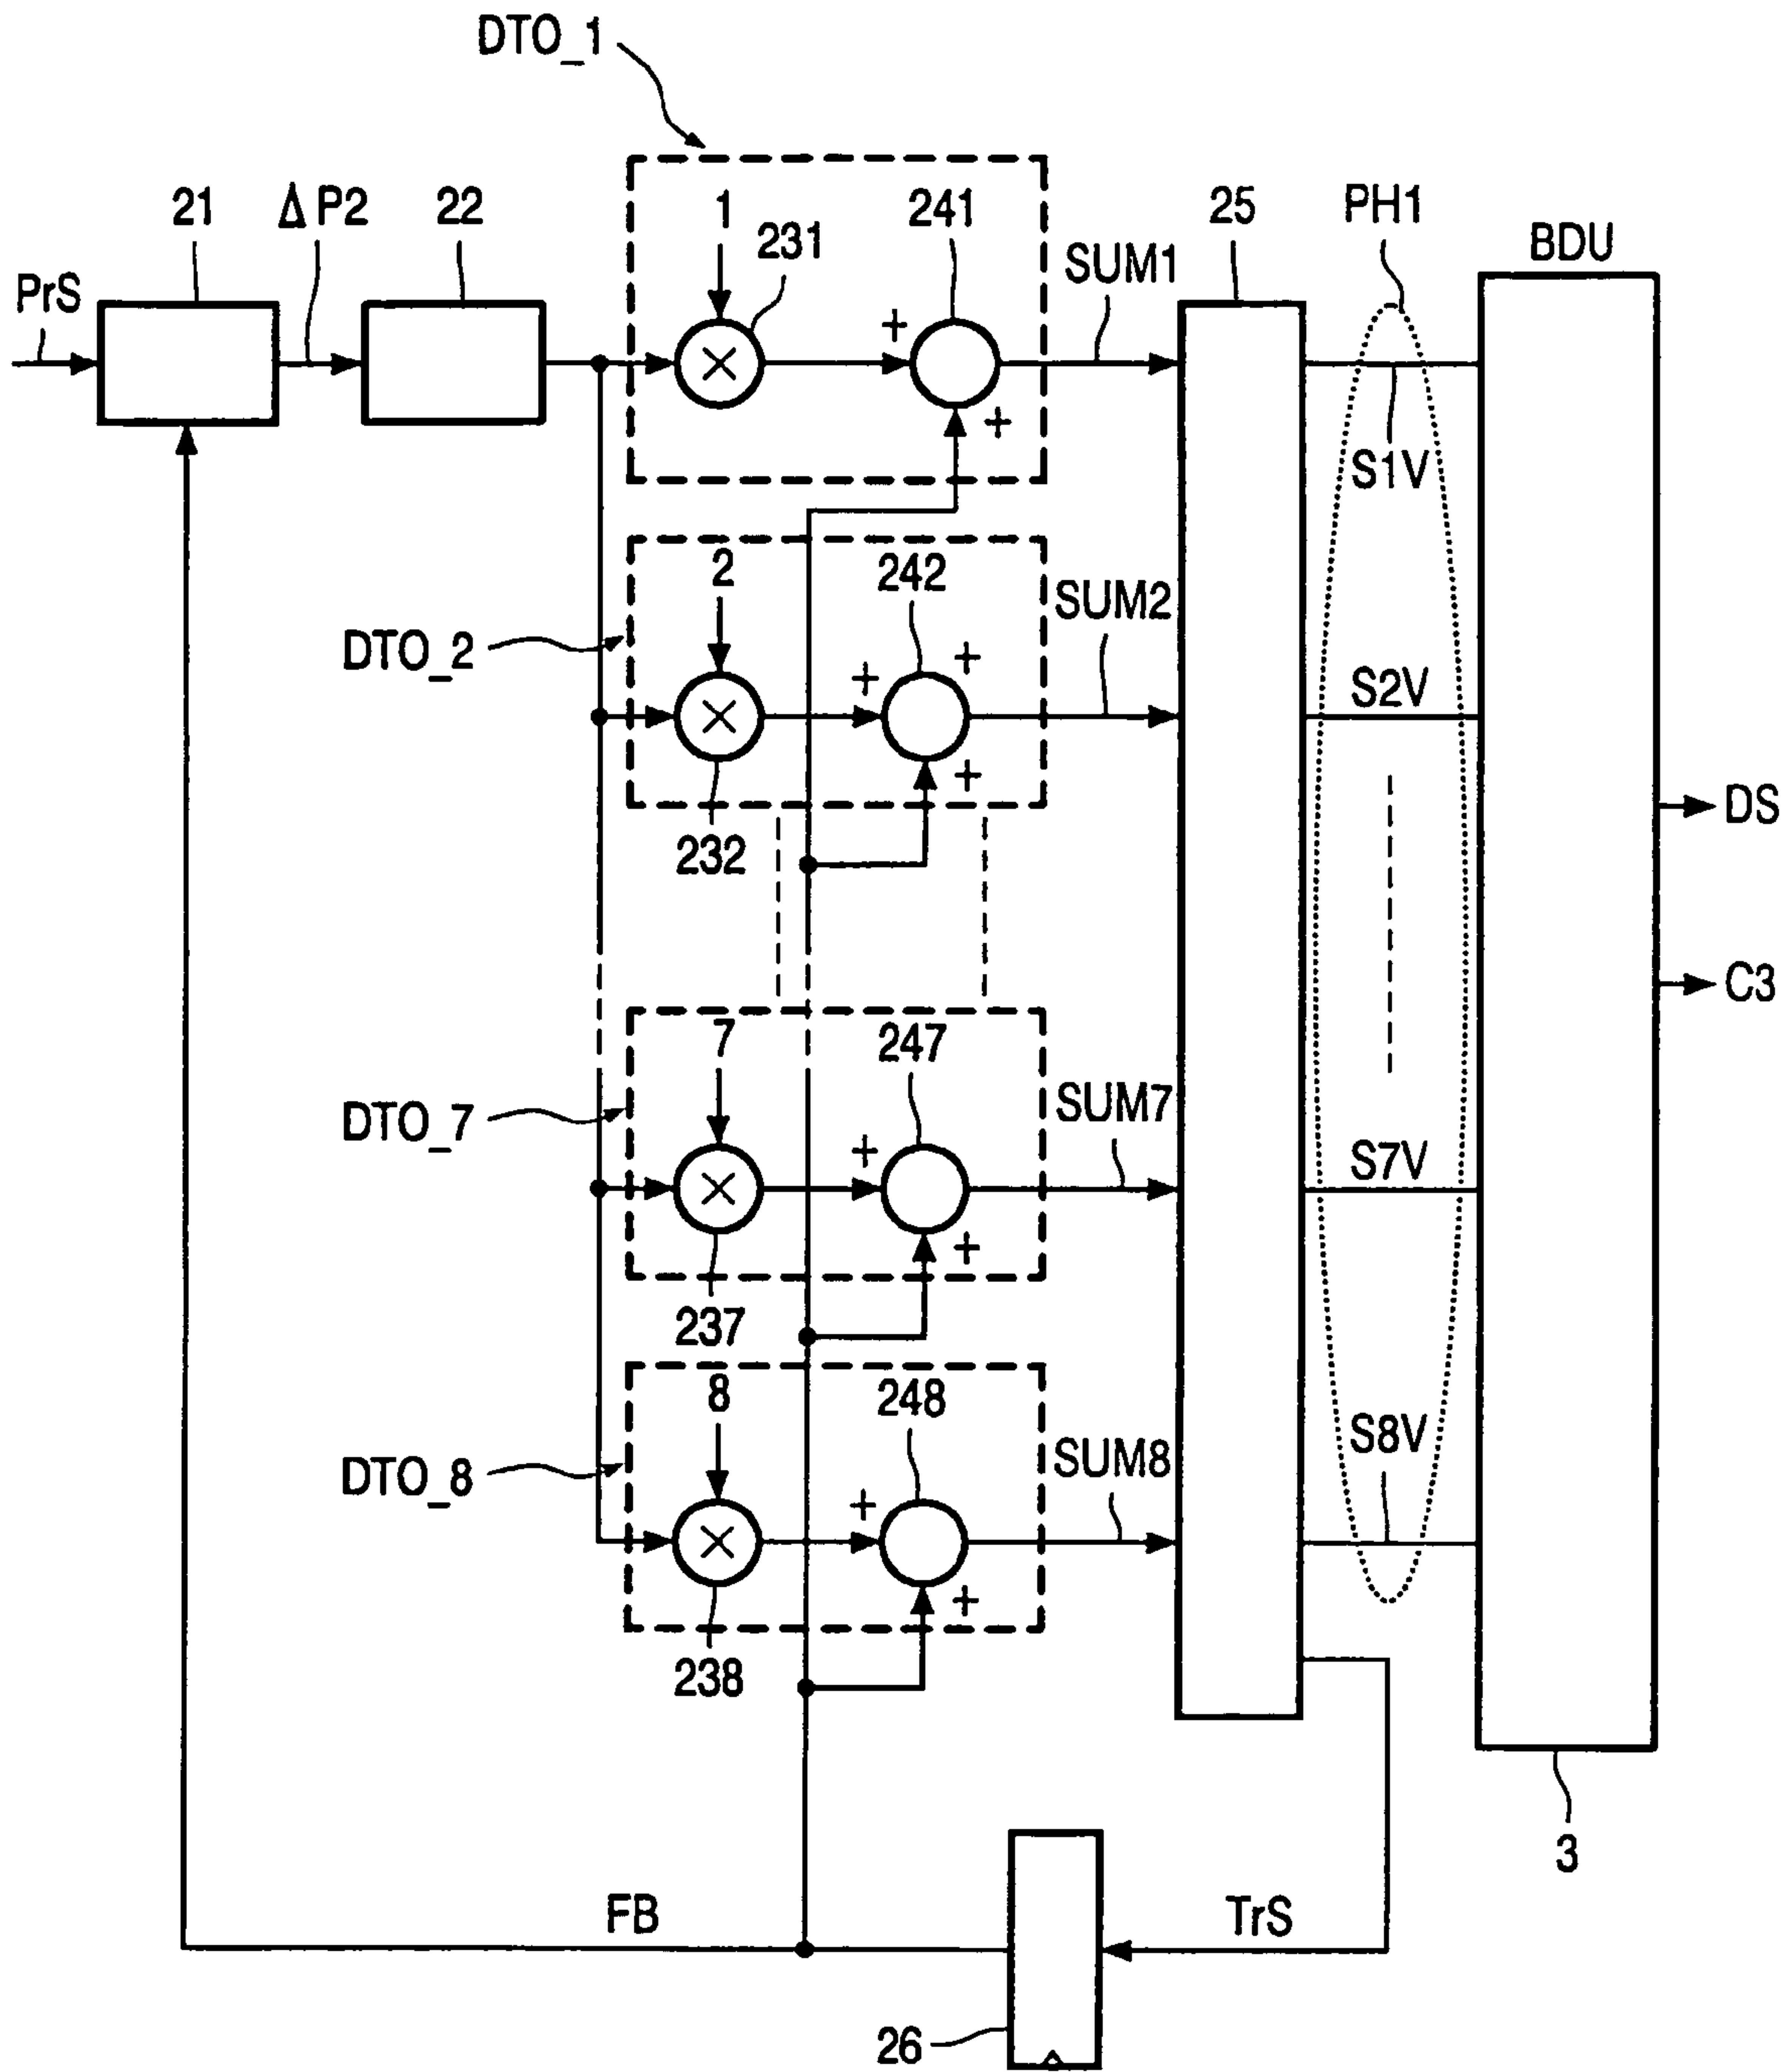 DTO_1
21
Δ P2
22
1
231
241
SUM1
25
PH1
BDU
PrS
×
+
+
S1V
2
242
SUM2
DTO_2
×
+
+
+
S2V
232
DS
C3
7
247
SUM7
DTO_7
×
+
+
S7V
237
8
248
SUM8
S8V
DTO_8
×
+
+
238
3
FB
TrS
26